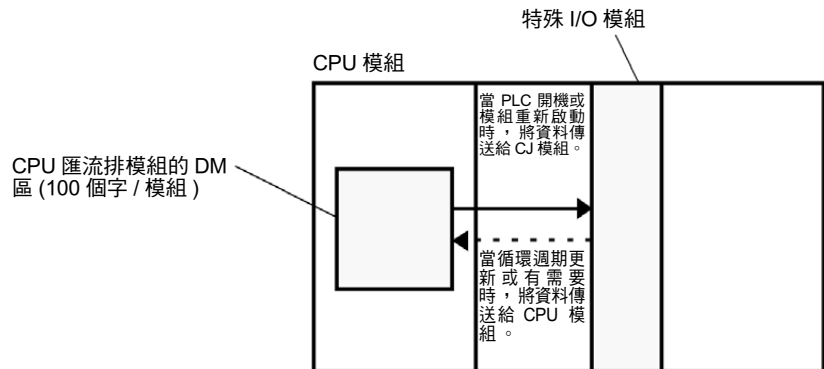 特殊 I/O 模組
CPU 模組
當 PLC 開機或
模組重新啟動
時，將資料傳
送給 CJ 模組。
CPU 匯流排模組的 DM
區 (100 個字 / 模組 )
當循環週期更
新或有需要
時，將資料傳
送給 CPU 模
組。